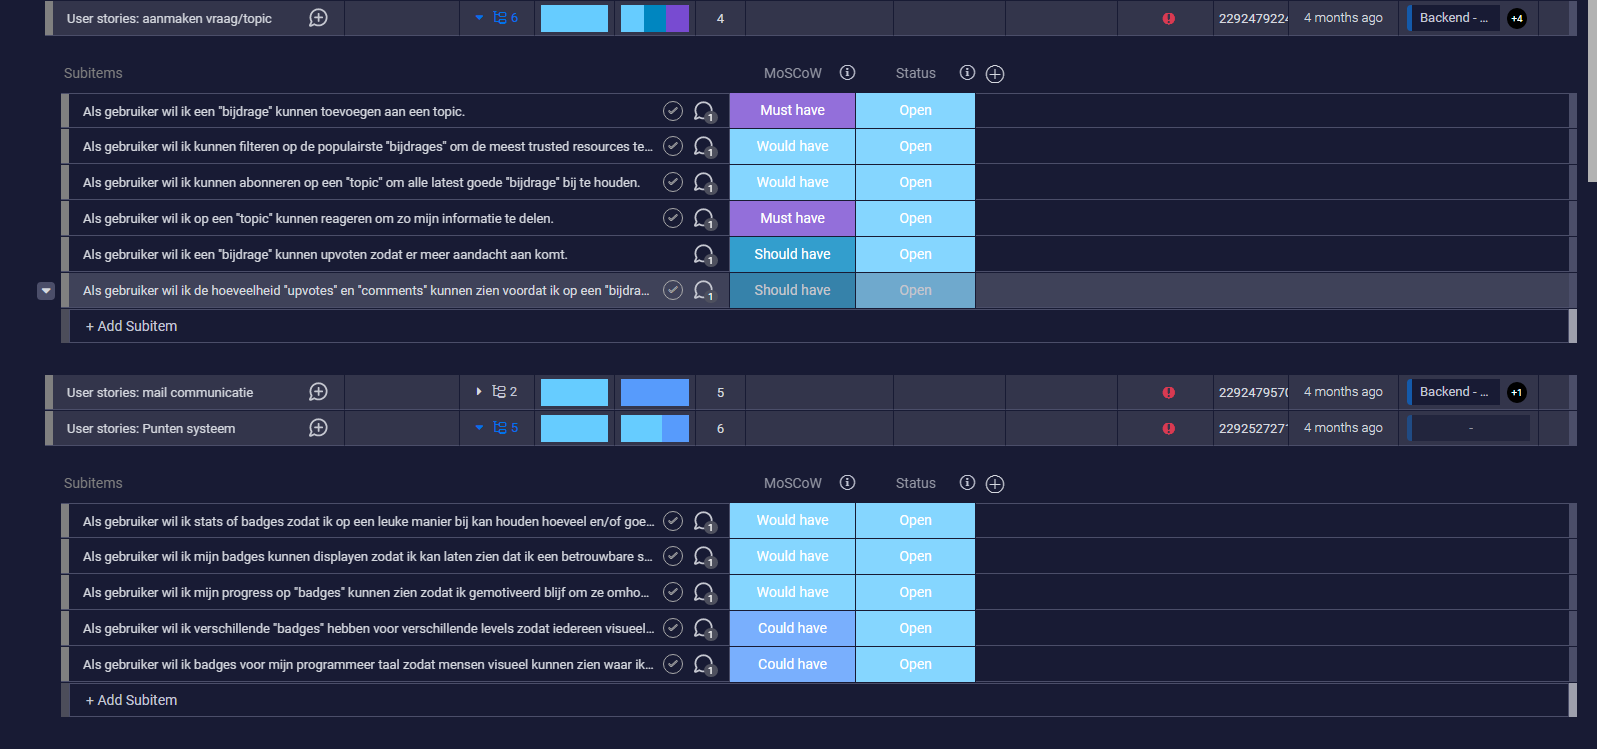 User stories: aanmaken vraag/topic 6 4 2292479224 4 months ago Backend - ... +4
Subitems MoSCoW Status
Als gebruiker wil ik een "bijdrage" kunnen toevoegen aan een topic. 1 Must have Open
Als gebruiker wil ik kunnen filteren op de populairste "bijdrages" om de meest trusted resources te... 1 Would have Open
Als gebruiker wil ik kunnen abonneren op een "topic" om alle latest goede "bijdrage" bij te houden. 1 Would have Open
Als gebruiker wil ik op een "topic" kunnen reageren om zo mijn informatie te delen. 1 Must have Open
Als gebruiker wil ik een "bijdrage" kunnen upvoten zodat er meer aandacht aan komt. 1 Should have Open
Als gebruiker wil ik de hoeveelheid "upvotes" en "comments" kunnen zien voordat ik op een "bijdra... 1 Should have Open
+ Add Subitem
User stories: mail communicatie 2 5 2292479570 4 months ago Backend - ... +1
User stories: Punten systeem 5 6 2292527271 4 months ago -
Subitems MoSCoW Status
Als gebruiker wil ik stats of badges zodat ik op een leuke manier bij kan houden hoeveel en/of goe... 1 Would have Open
Als gebruiker wil ik mijn badges kunnen displayen zodat ik kan laten zien dat ik een betrouwbare s... 1 Would have Open
Als gebruiker wil ik mijn progress op "badges" kunnen zien zodat ik gemotiveerd blijf om ze omho... 1 Would have Open
Als gebruiker wil ik verschillende "badges" hebben voor verschillende levels zodat iedereen visueel... 1 Could have Open
Als gebruiker wil ik badges voor mijn programmeer taal zodat mensen visueel kunnen zien waar ik... 1 Could have Open
+ Add Subitem